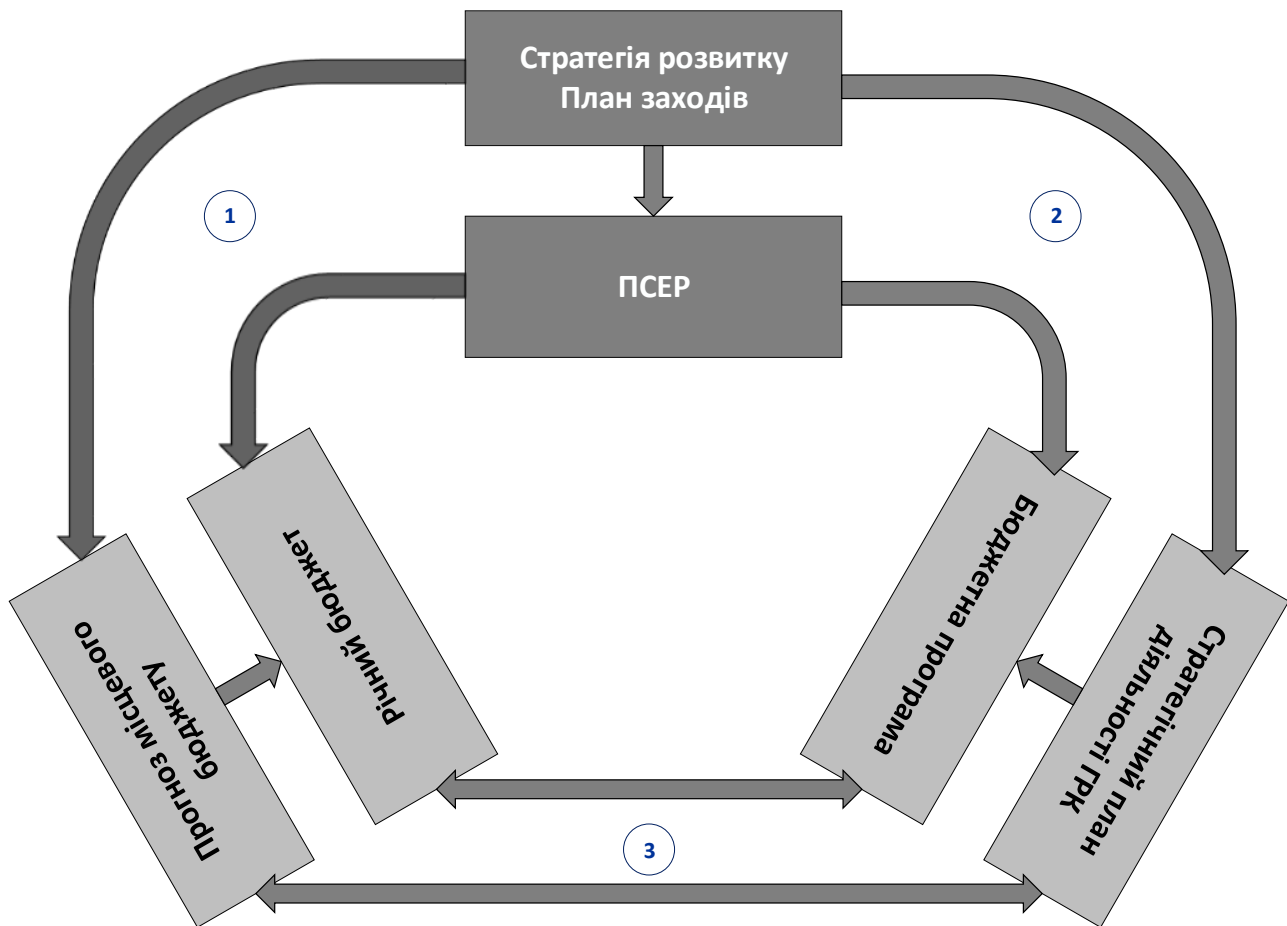 Стратегія розвитку
План заходів
1
2
ПСЕР
Річний бюджет
Бюджетна програма
Прогноз місцевого
бюджету
Стратегічний план
діяльності ГРК
3